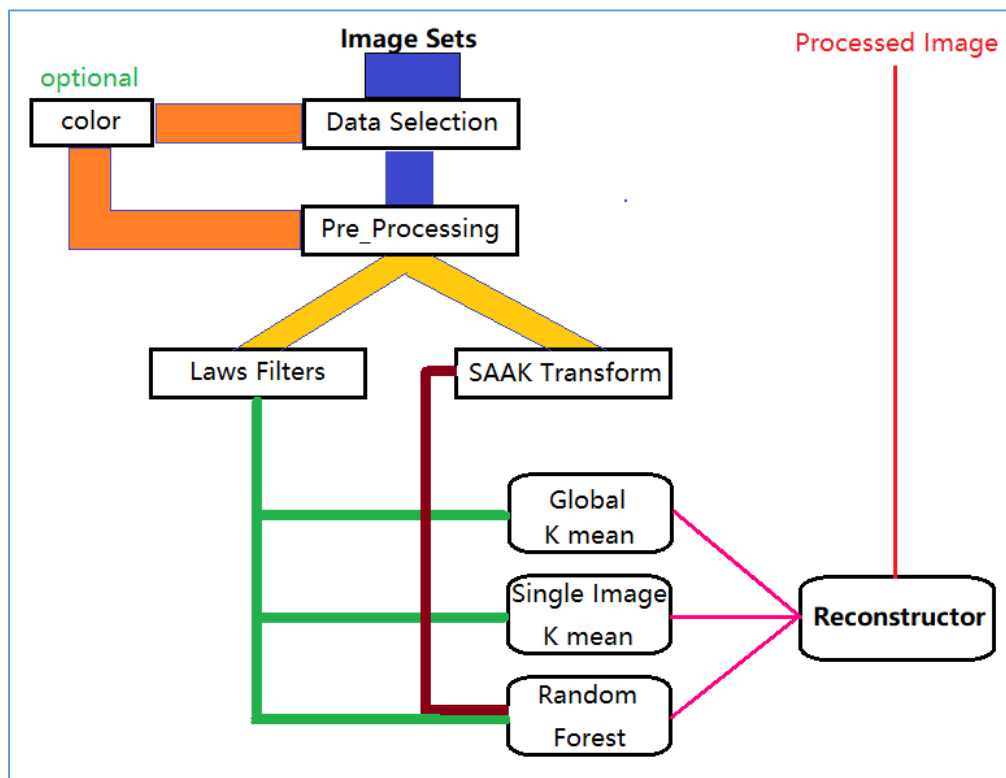 Image Sets
Processed Image
optional
color
Data Selection
Pre_Processing
Laws Filters
SAAK Transform
Global
K mean
Single Image
K mean
Reconstructor
Random
Forest